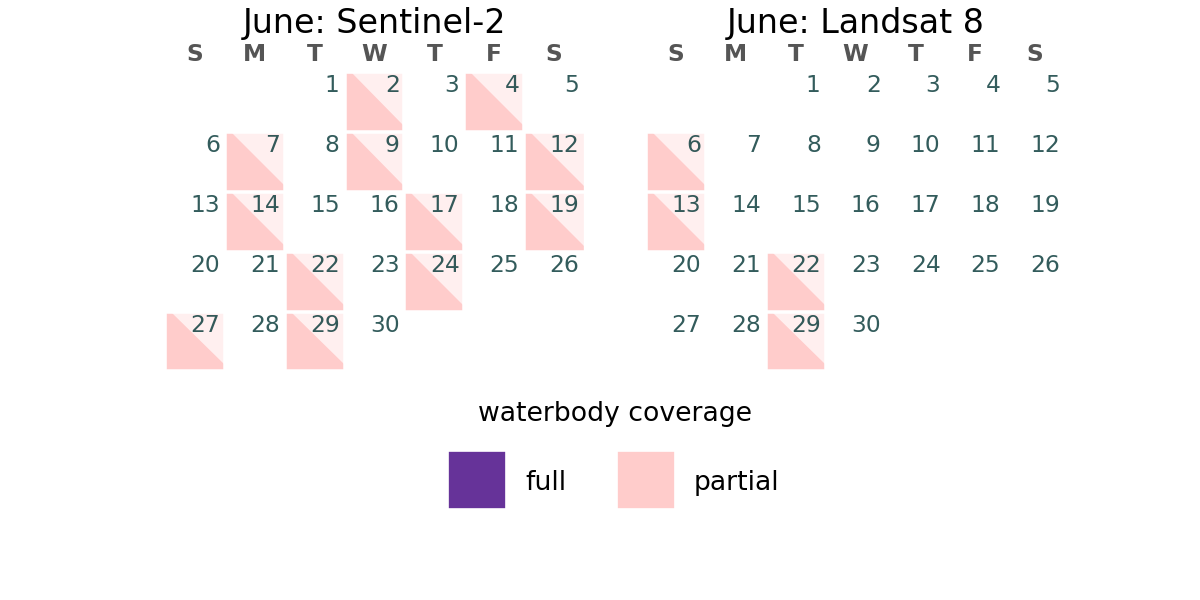 June: Sentinel-2
S M T W T F S
1 2 3 4 5
6 7 8 9 10 11 12
13 14 15 16 17 18 19
20 21 22 23 24 25 26
27 28 29 30
June: Landsat 8
S M T W T F S
1 2 3 4 5
6 7 8 9 10 11 12
13 14 15 16 17 18 19
20 21 22 23 24 25 26
27 28 29 30
waterbody coverage
full
partial